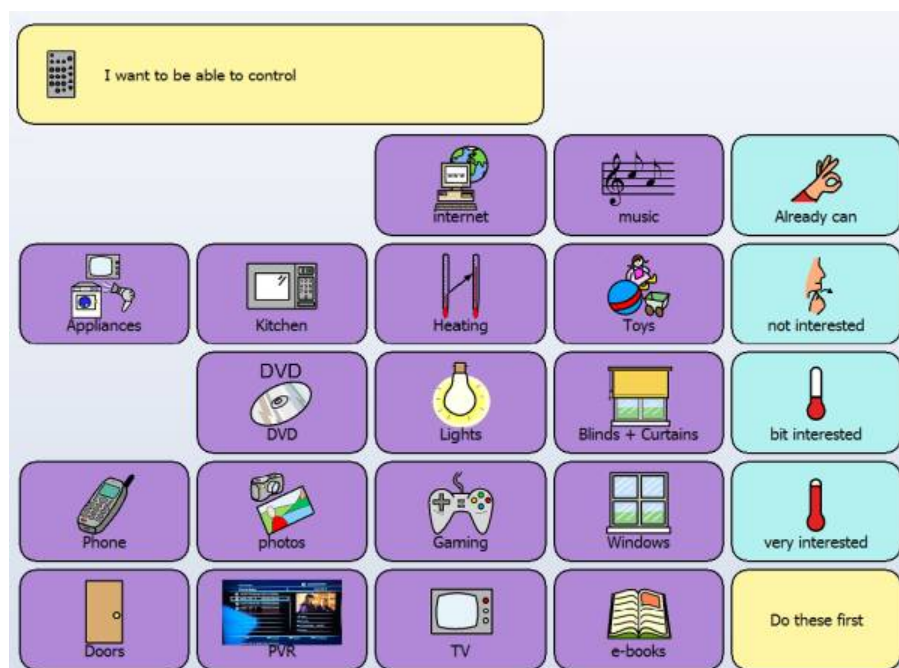 I want to be able to control
www
internet
music
Already can
Appliances
Kitchen
Heating
Toys
not interested
DVD
DVD
Lights
Blinds + Curtains
bit interested
Phone
photos
Gaming
Windows
very interested
Doors
PVR
TV
e-books
Do these first